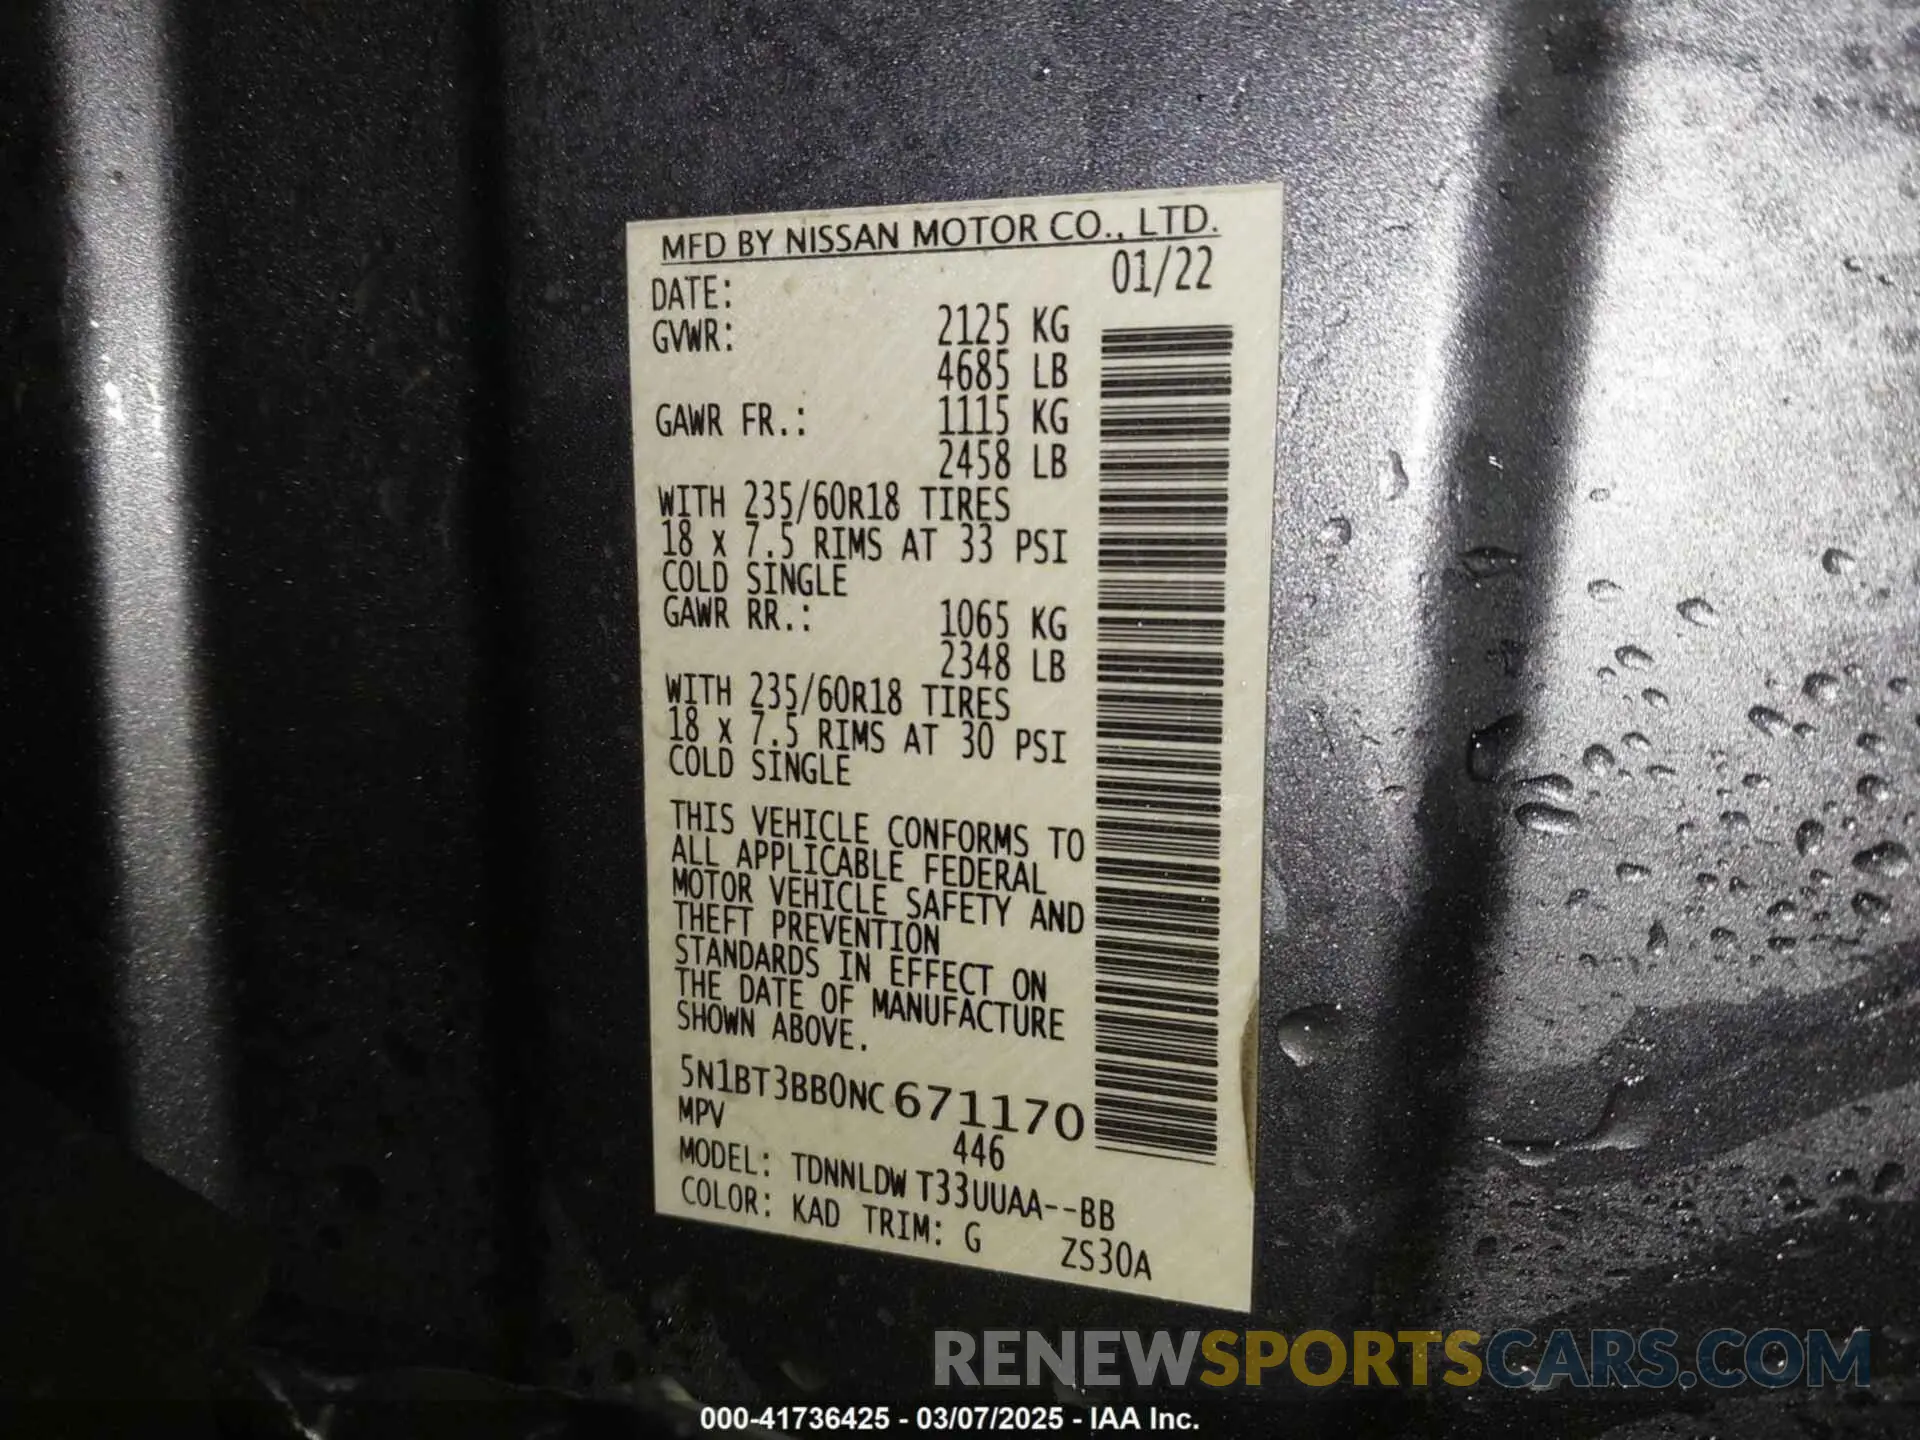 MFD BY NISSAN MOTOR CO., LTD.
DATE: 01/22
GVWR: 2125 KG
4685 LB
GAWR FR.: 1115 KG
2458 LB
WITH 235/60R18 TIRES
18 x 7.5 RIMS AT 33 PSI
COLD SINGLE
GAWR RR.: 1065 KG
2348 LB
WITH 235/60R18 TIRES
18 x 7.5 RIMS AT 30 PSI
COLD SINGLE
THIS VEHICLE CONFORMS TO
ALL APPLICABLE FEDERAL
MOTOR VEHICLE SAFETY AND
THEFT PREVENTION
STANDARDS IN EFFECT ON
THE DATE OF MANUFACTURE
SHOWN ABOVE.
5N1BT3BB0NC671170
MPV 446
MODEL: TDNNLDW T33UUAA--BB
COLOR: KAD TRIM: G ZS30A
RENEWSPORTSCARS.COM
000-41736425 - 03/07/2025 - IAA Inc.